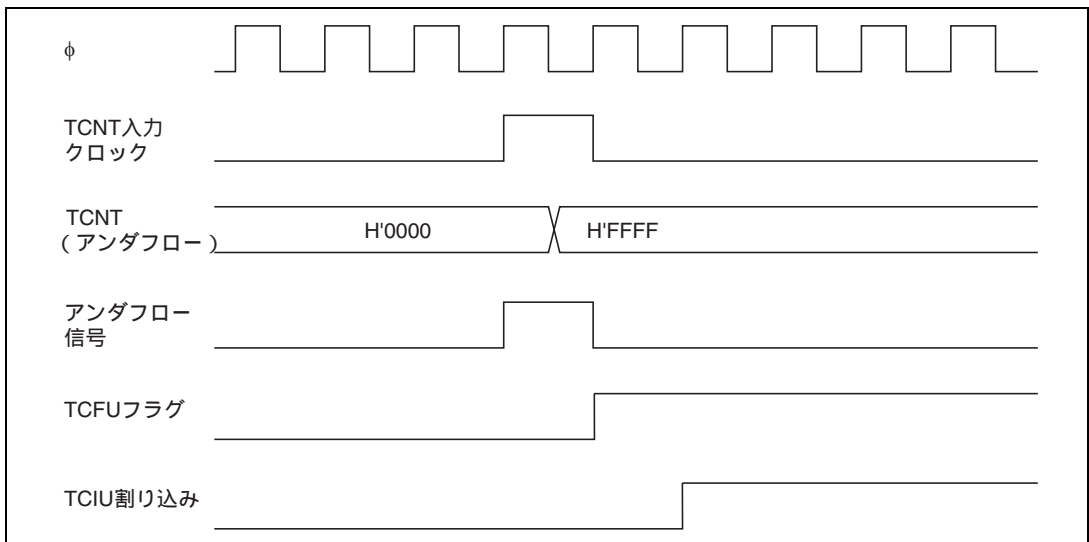 φ
TCNT入力
クロック
TCNT
（アンダフロー）
H'0000
H'FFFF
アンダフロー
信号
TCFUフラグ
TCIU割り込み